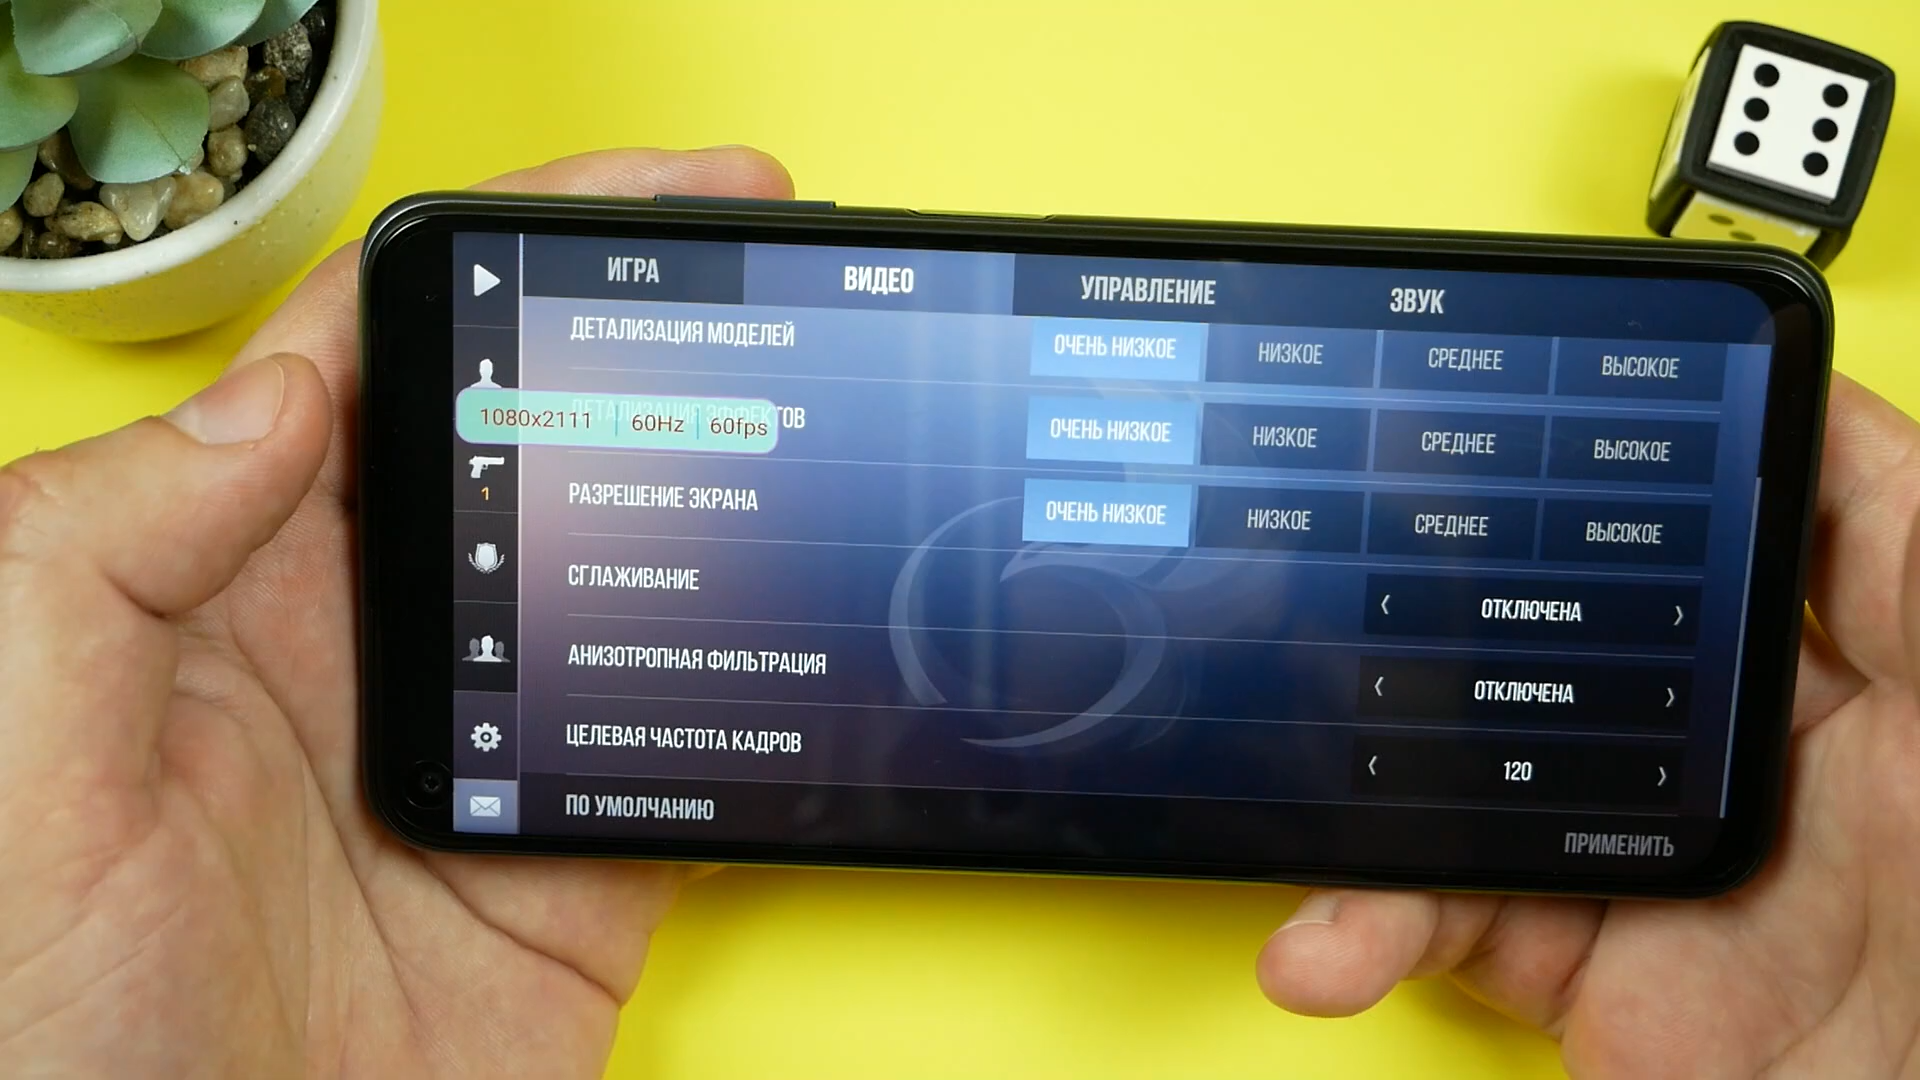 ИГРА
ВИДЕО
УПРАВЛЕНИЕ
ЗВУК
ДЕТАЛИЗАЦИЯ МОДЕЛЕЙ
ОЧЕНЬ НИЗКОЕ
НИЗКОЕ
СРЕДНЕЕ
ВЫСОКОЕ
ДЕТАЛИЗАЦИЯ ЭФФЕКТОВ
1080x2111 | 60Hz | 60fps
ОЧЕНЬ НИЗКОЕ
НИЗКОЕ
СРЕДНЕЕ
ВЫСОКОЕ
1
РАЗРЕШЕНИЕ ЭКРАНА
ОЧЕНЬ НИЗКОЕ
НИЗКОЕ
СРЕДНЕЕ
ВЫСОКОЕ
СГЛАЖИВАНИЕ
ОТКЛЮЧЕНА
АНИЗОТРОПНАЯ ФИЛЬТРАЦИЯ
ОТКЛЮЧЕНА
ЦЕЛЕВАЯ ЧАСТОТА КАДРОВ
120
ПО УМОЛЧАНИЮ
ПРИМЕНИТЬ